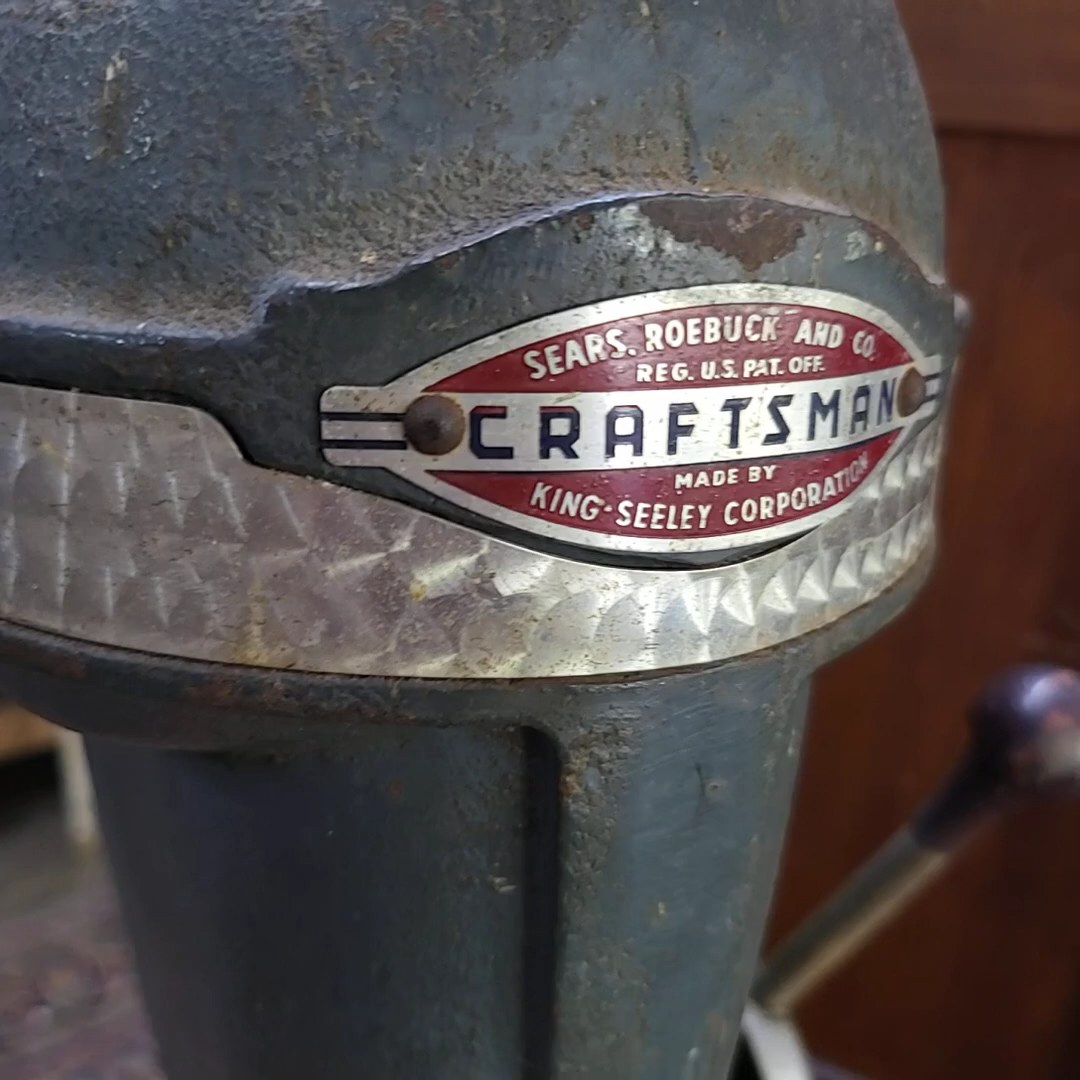 SEARS, ROEBUCK AND CO.
REG. U.S. PAT. OFF.
CRAFTSMAN
MADE BY
KING-SEELEY CORPORATION